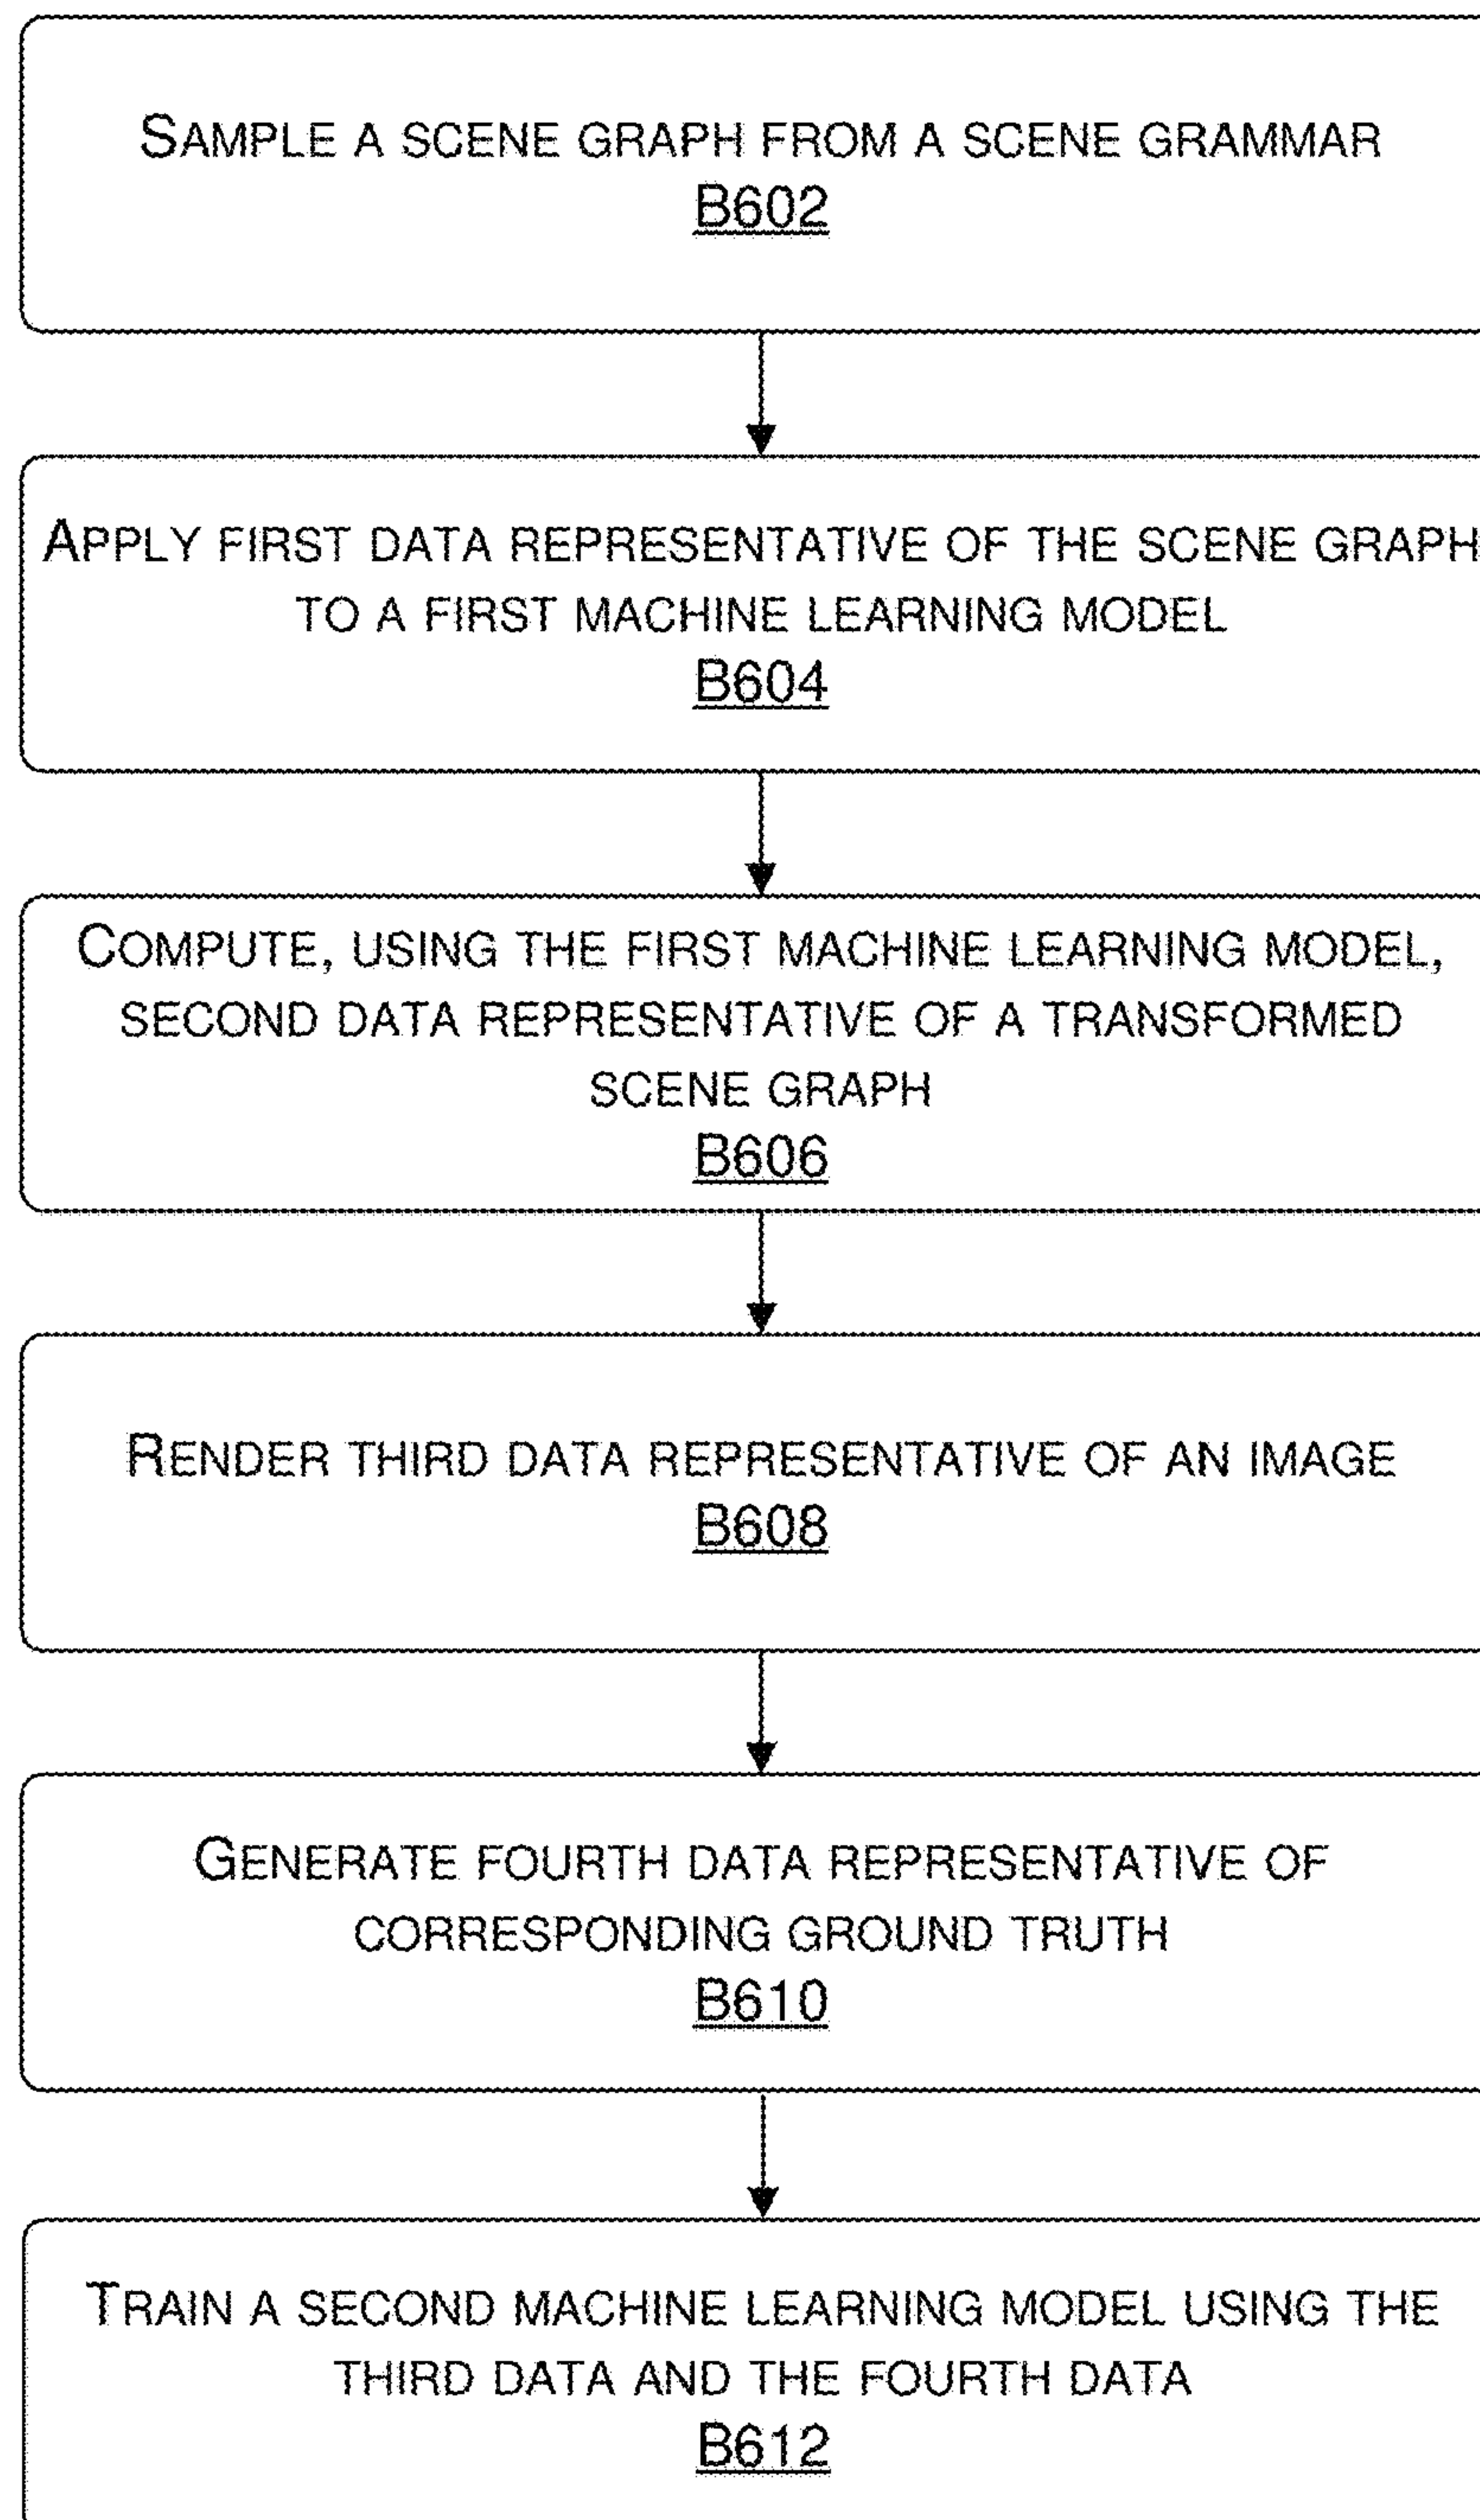 SAMPLE A SCENE GRAPH FROM A SCENE GRAMMAR
B602
APPLY FIRST DATA REPRESENTATIVE OF THE SCENE GRAPH
TO A FIRST MACHINE LEARNING MODEL
B604
COMPUTE, USING THE FIRST MACHINE LEARNING MODEL,
SECOND DATA REPRESENTATIVE OF A TRANSFORMED
SCENE GRAPH
B606
RENDER THIRD DATA REPRESENTATIVE OF AN IMAGE
B608
GENERATE FOURTH DATA REPRESENTATIVE OF
CORRESPONDING GROUND TRUTH
B610
TRAIN A SECOND MACHINE LEARNING MODEL USING THE
THIRD DATA AND THE FOURTH DATA
B612